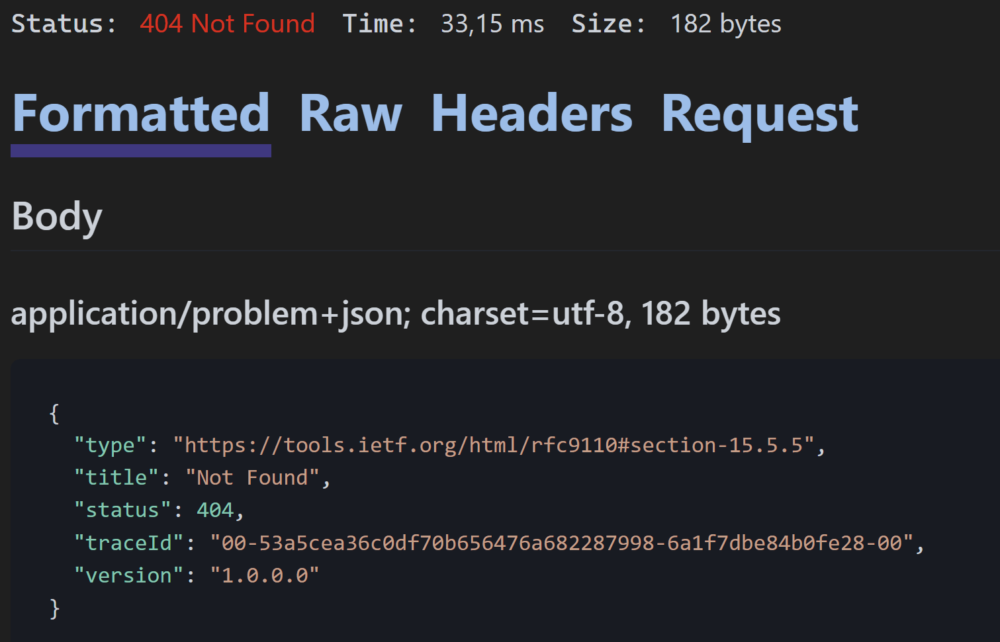 Status: 404 Not Found Time: 33,15 ms Size: 182 bytes
Formatted Raw Headers Request
Body
application/problem+json; charset=utf-8, 182 bytes
{
  "type": "https://tools.ietf.org/html/rfc9110#section-15.5.5",
  "title": "Not Found",
  "status": 404,
  "traceId": "00-53a5cea36c0df70b656476a682287998-6a1f7dbe84b0fe28-00",
  "version": "1.0.0.0"
}